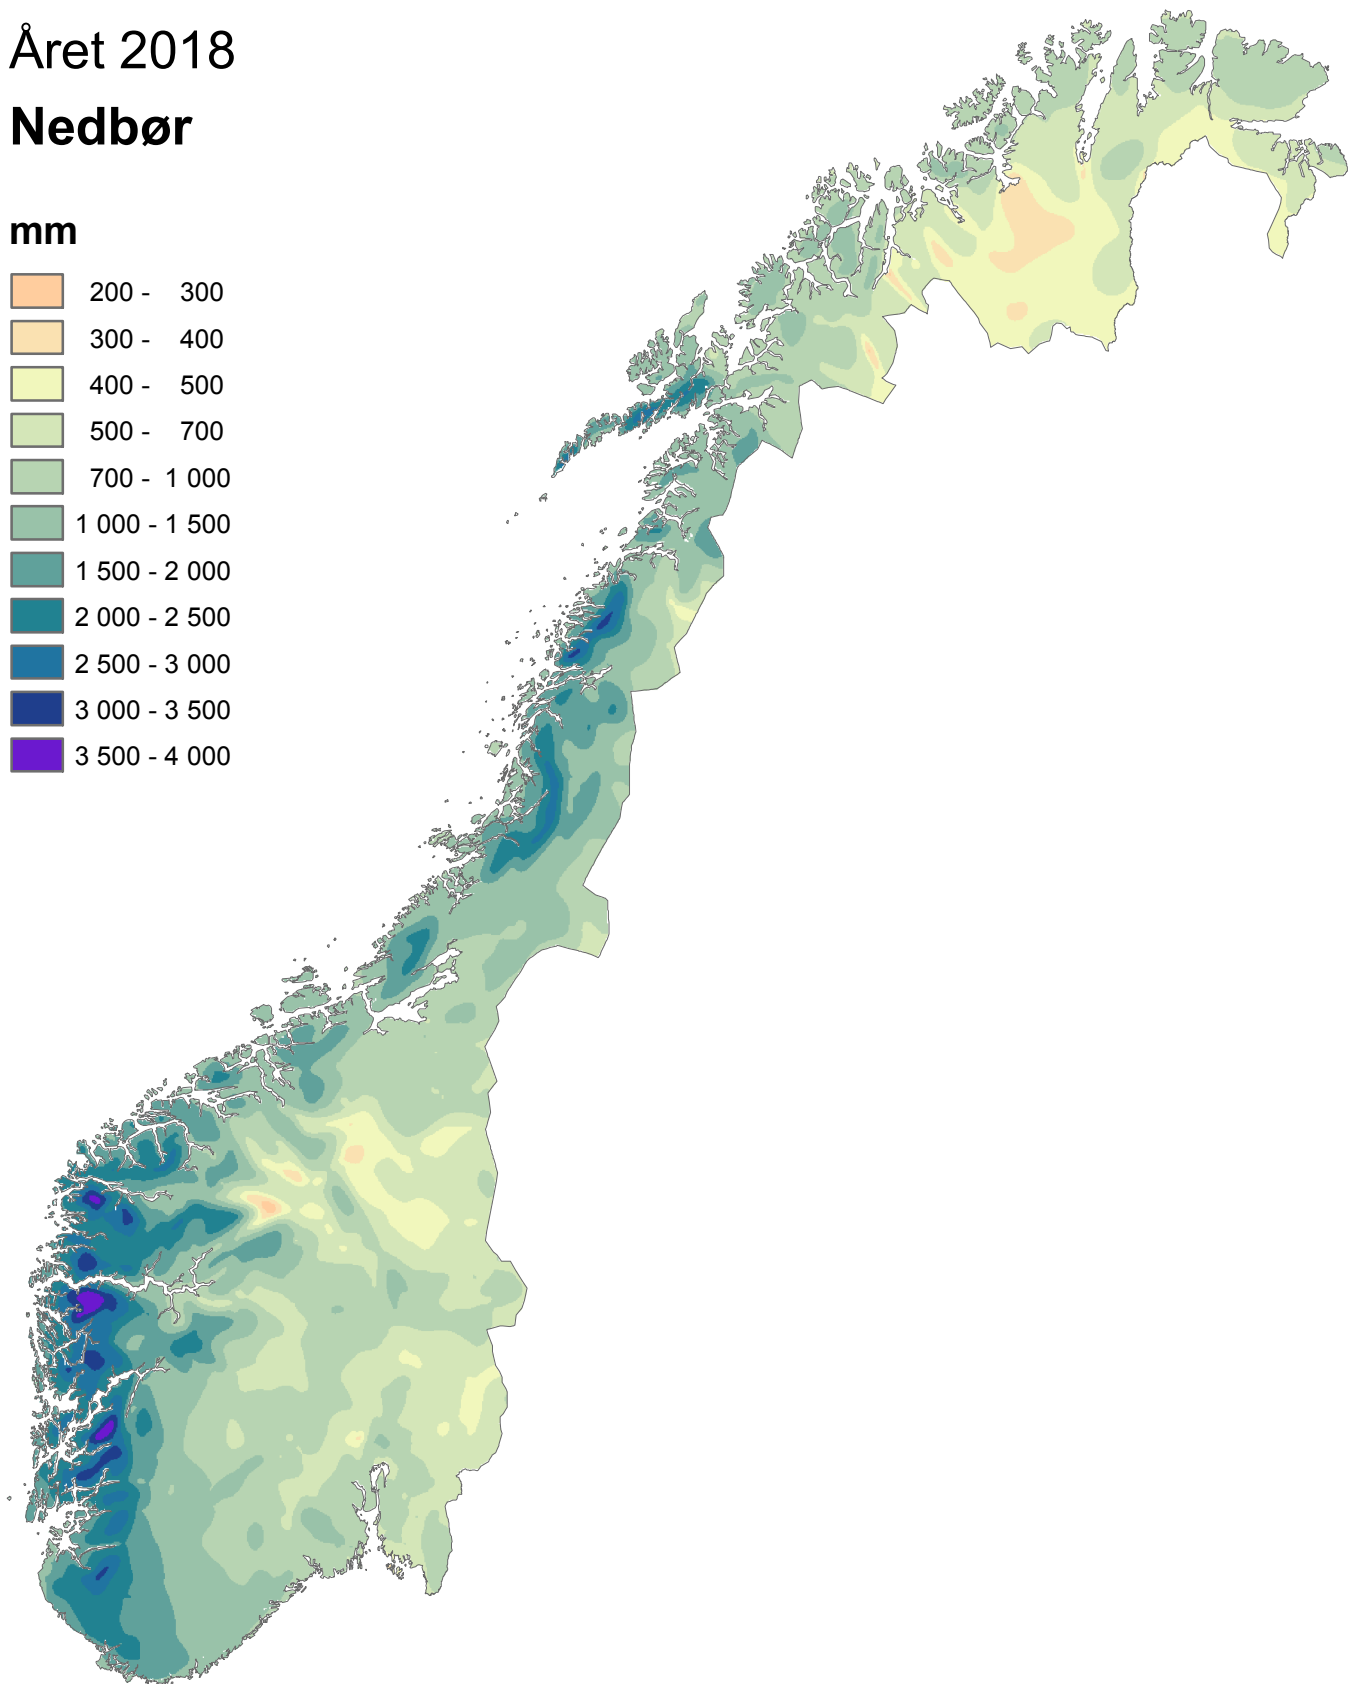 Året 2018
Nedbør
mm
200 - 300
300 - 400
400 - 500
500 - 700
700 - 1 000
1 000 - 1 500
1 500 - 2 000
2 000 - 2 500
2 500 - 3 000
3 000 - 3 500
3 500 - 4 000